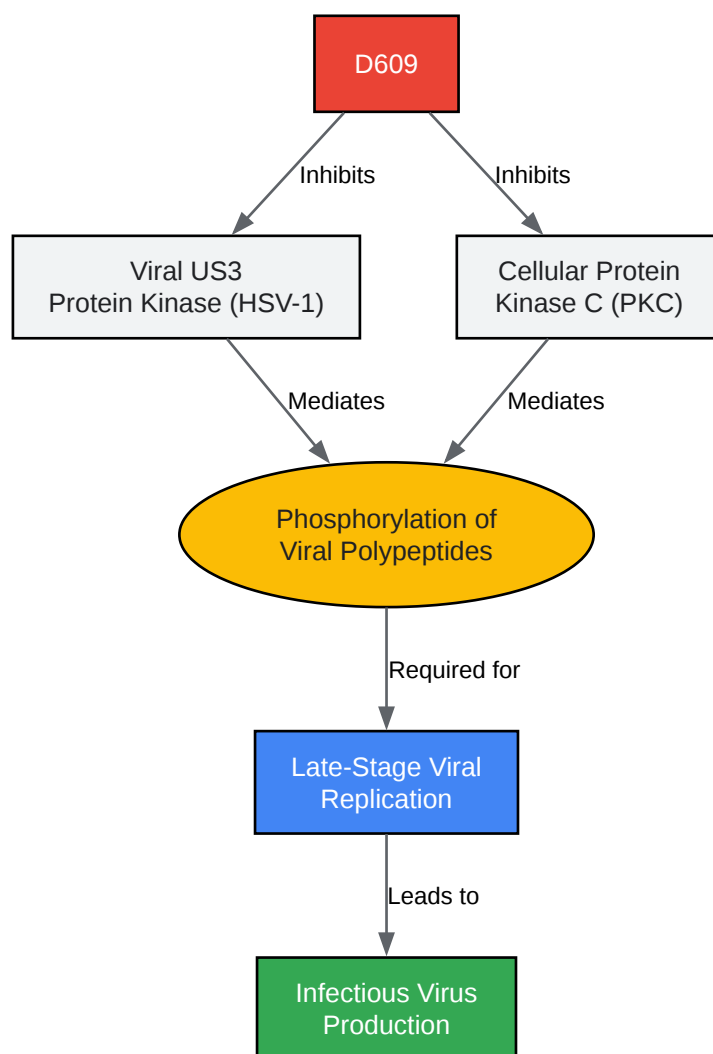 D609
Inhibits
Inhibits
Viral US3
Protein Kinase (HSV-1)
Cellular Protein
Kinase C (PKC)
Mediates
Mediates
Phosphorylation of
Viral Polypeptides
Required for
Late-Stage Viral
Replication
Leads to
Infectious Virus
Production